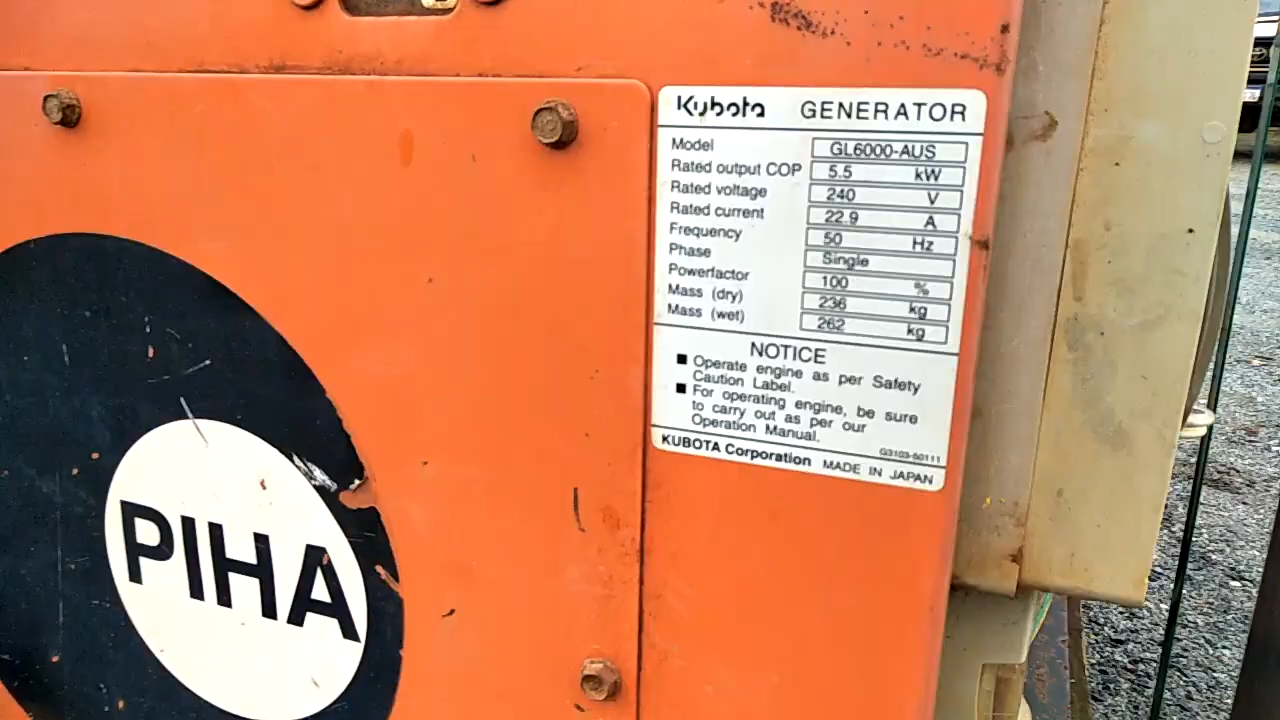 Kubota GENERATOR
Model GL6000-AUS
Rated output COP 5.5 kW
Rated voltage 240 V
Rated current 22.9 A
Frequency 50 Hz
Phase Single
Powerfactor 100 %
Mass (dry) 236 kg
Mass (wet) 262 kg
NOTICE
■ Operate engine as per Safety
Caution Label.
■ For operating engine, be sure
to carry out as per our
Operation Manual.
G3103-50111
KUBOTA Corporation MADE IN JAPAN
PIHA